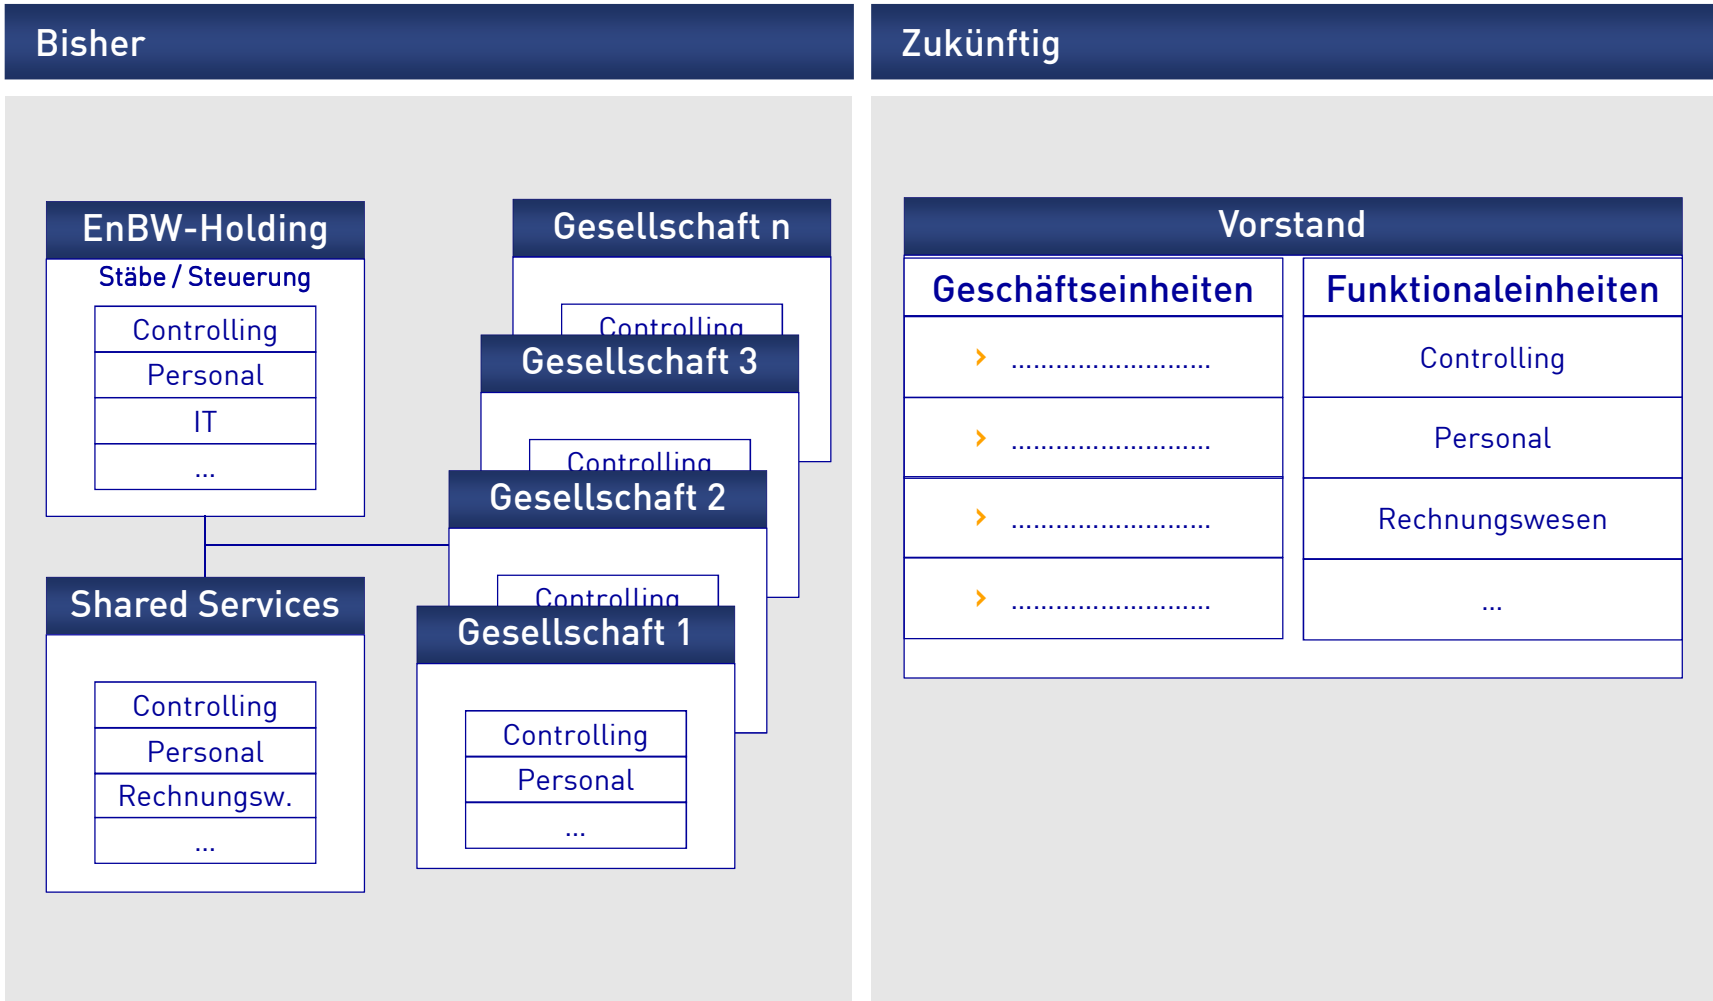 Bisher
EnBW-Holding
Stäbe / Steuerung
Controlling
Personal
IT
...
Shared Services
Controlling
Personal
Rechnungsw.
...
Gesellschaft n
Controlling
Gesellschaft 3
Controlling
Gesellschaft 2
Controlling
Gesellschaft 1
Controlling
Personal
...
Zukünftig
Vorstand
Geschäftseinheiten
› ...........................
› ...........................
› ...........................
› ...........................
Funktionaleinheiten
Controlling
Personal
Rechnungswesen
...